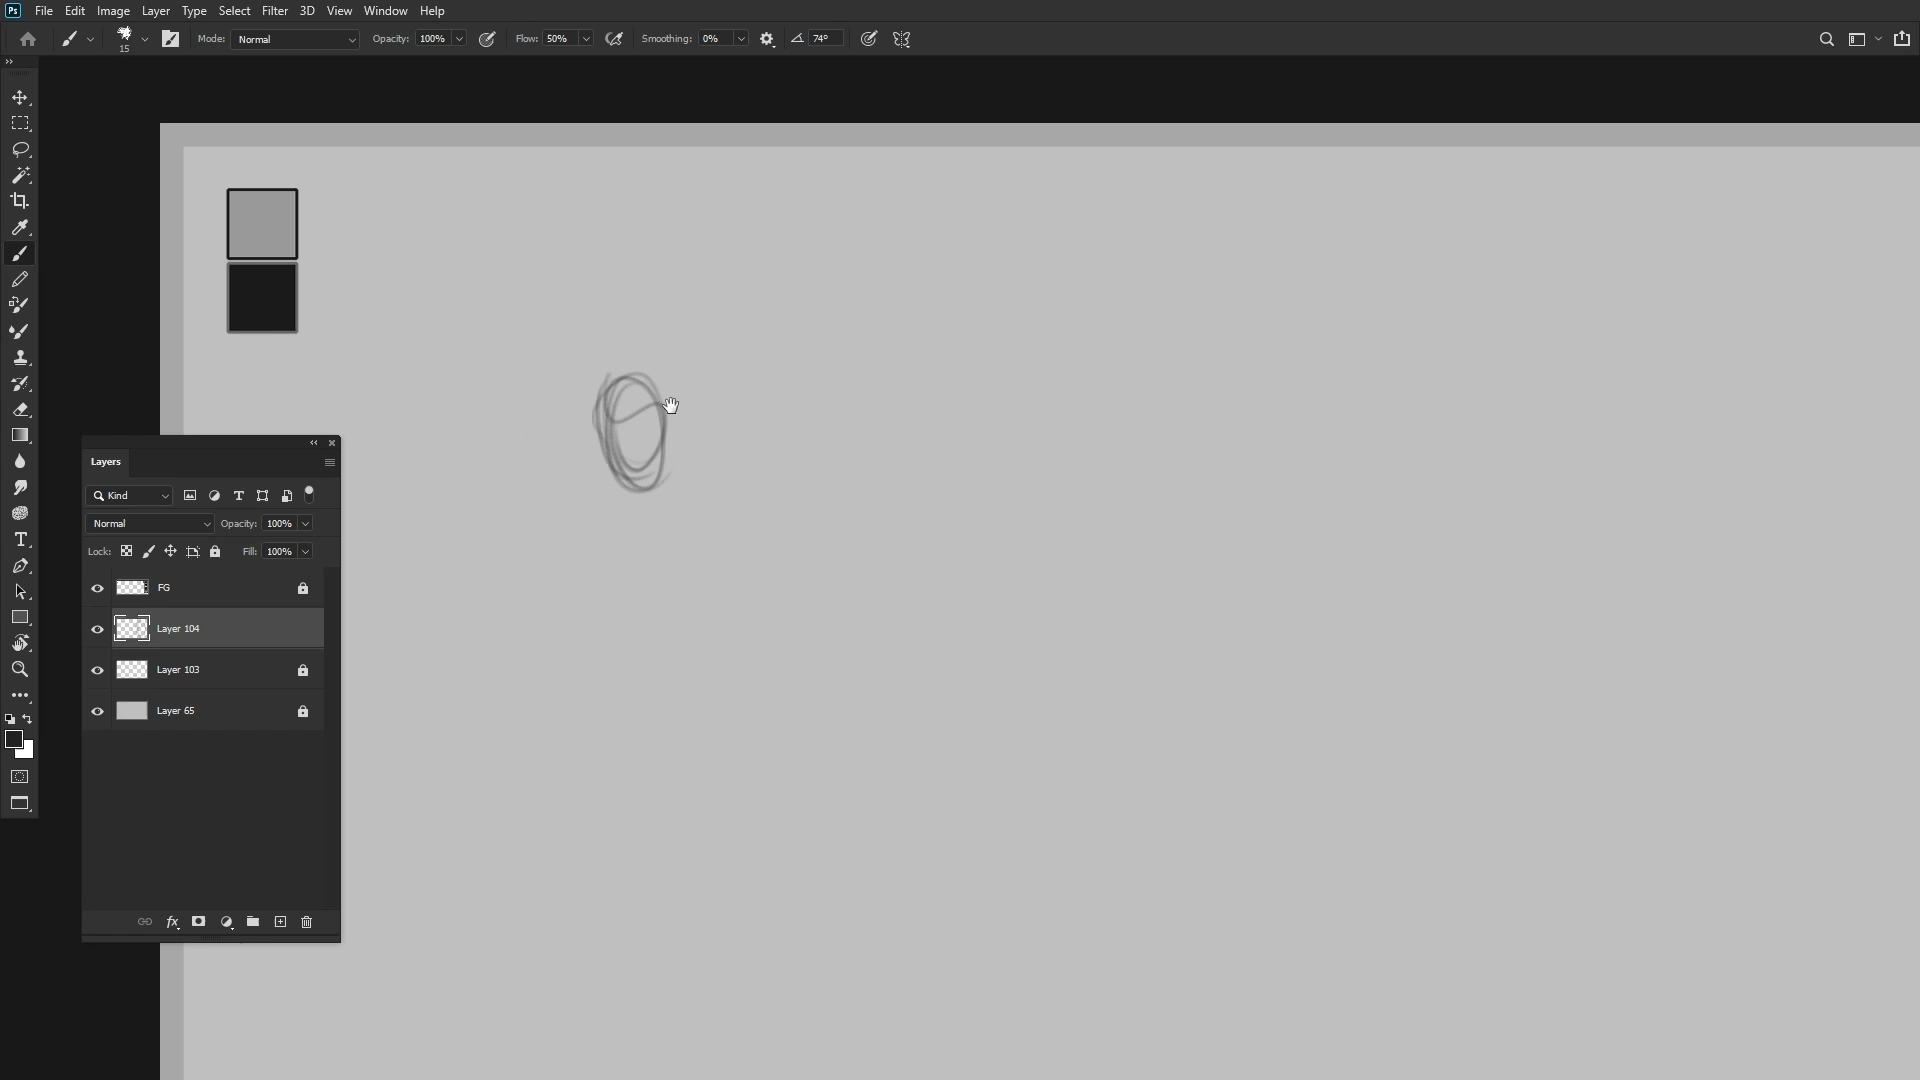 Ps File Edit Image Layer Type Select Filter 3D View Window Help
15 Mode: Normal Opacity: 100% Flow: 50% Smoothing: 0% 74°
Layers
Kind
Normal Opacity: 100%
Lock: Fill: 100%
FG
Layer 104
Layer 103
Layer 65
fx